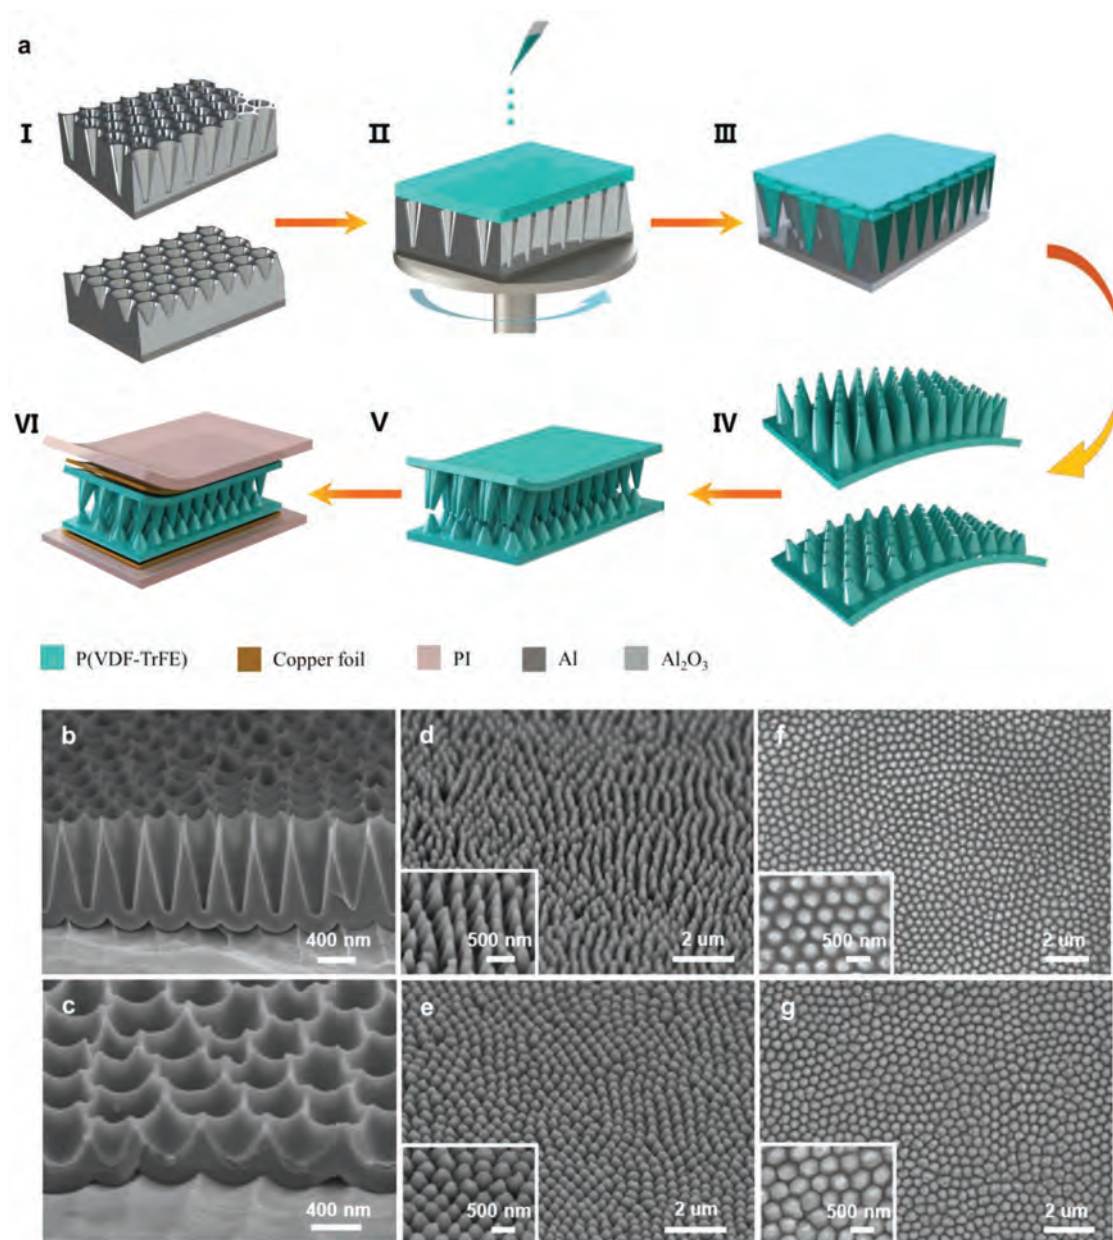 a
I
II
III
VI
V
IV
P(VDF-TrFE)
Copper foil
PI
Al
Al₂O₃
b
400 nm
d
500 nm
2 um
f
500 nm
2 um
c
400 nm
e
500 nm
2 um
g
500 nm
2 um